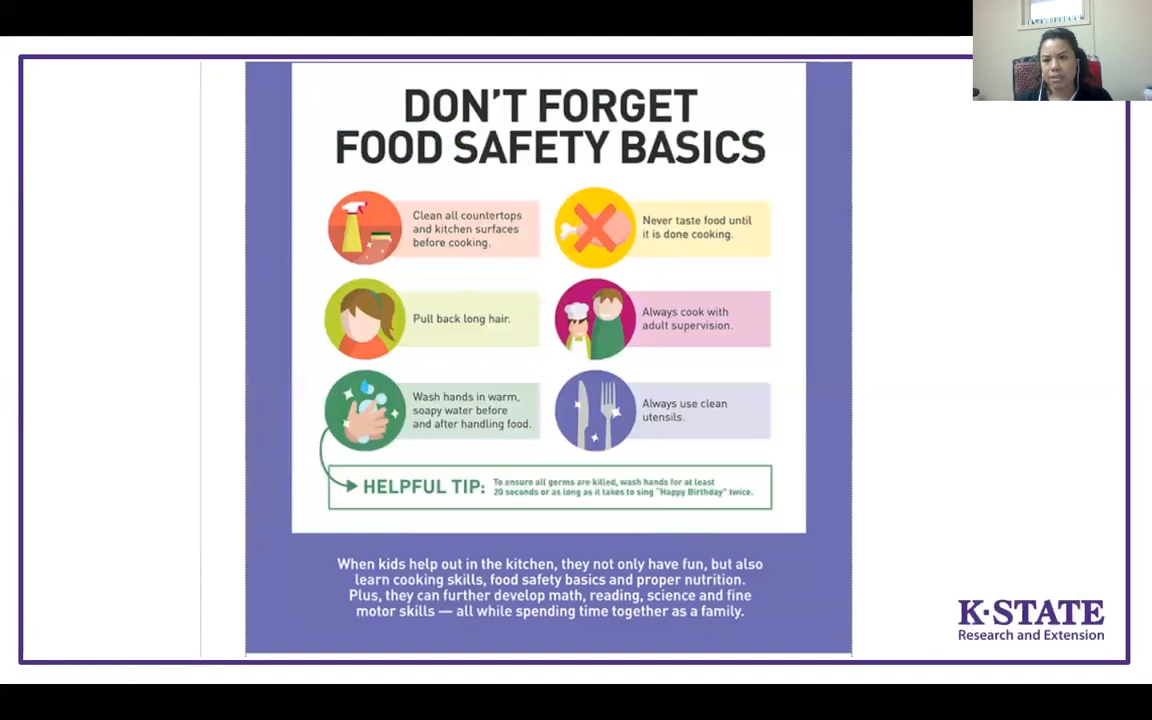 DON'T FORGET
FOOD SAFETY BASICS
Clean all countertops
and kitchen surfaces
before cooking.
Never taste food until
it is done cooking.
Pull back long hair.
Always cook with
adult supervision.
Wash hands in warm,
soapy water before
and after handling food.
Always use clean
utensils.
HELPFUL TIP:
To ensure all germs are killed, wash hands for at least
20 seconds or as long as it takes to sing "Happy Birthday" twice.
When kids help out in the kitchen, they not only have fun, but also
learn cooking skills, food safety basics and proper nutrition.
Plus, they can further develop math, reading, science and fine
motor skills — all while spending time together as a family.
K·STATE
Research and Extension